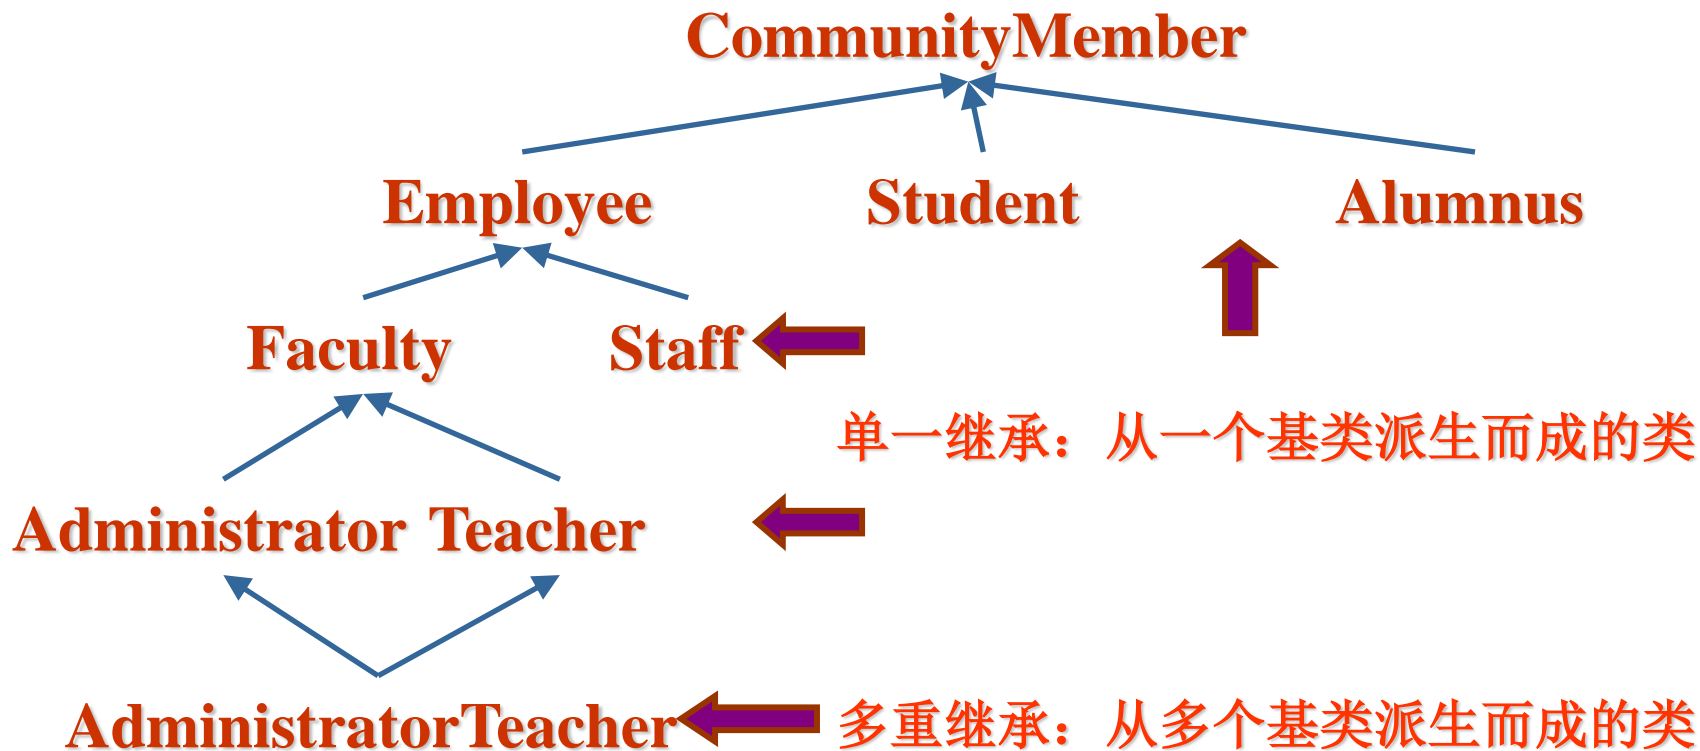 CommunityMember
Employee Student Alumnus
Faculty Staff
单一继承：从一个基类派生而成的类
Administrator Teacher
AdministratorTeacher 多重继承：从多个基类派生而成的类